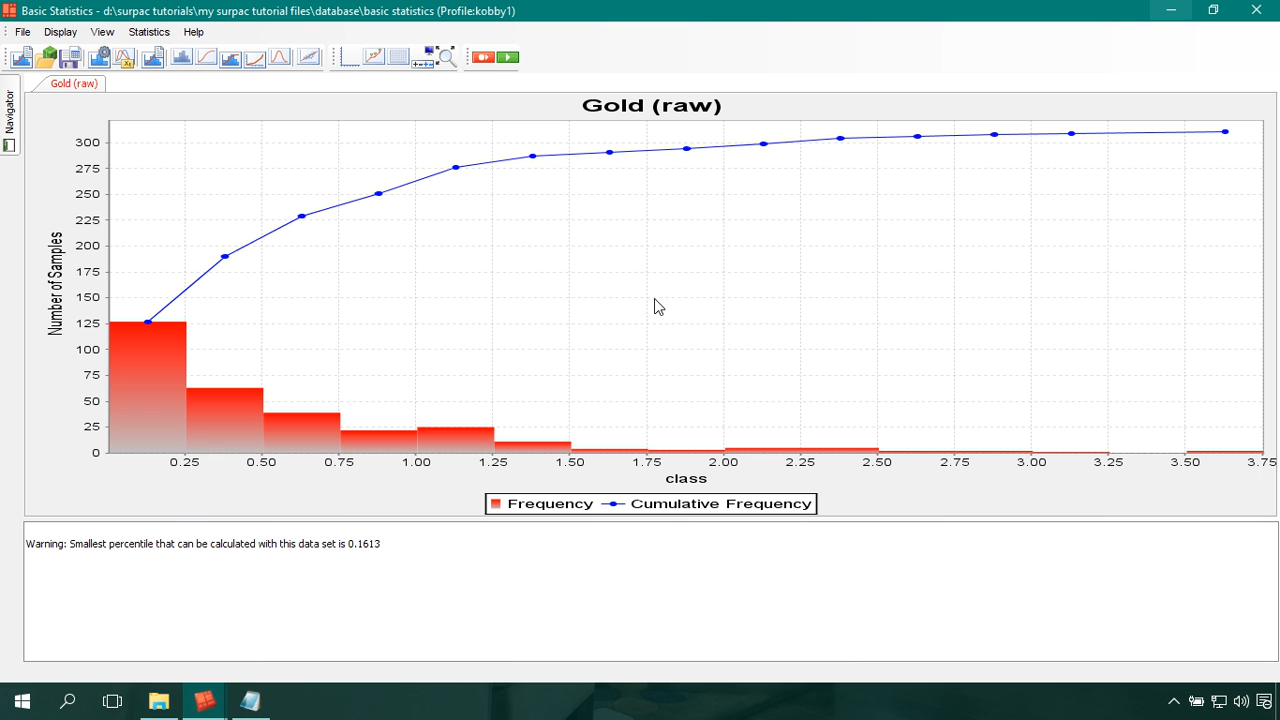 Basic Statistics - d:\surpac tutorials\my surpac tutorial files\database\basic statistics (Profile:kobby1)
File Display View Statistics Help
Gold (raw)
Navigator
Gold (raw)
Number of Samples
300
275
250
225
200
175
150
125
100
75
50
25
0
0.25 0.50 0.75 1.00 1.25 1.50 1.75 2.00 2.25 2.50 2.75 3.00 3.25 3.50 3.75
class
Frequency Cumulative Frequency
Warning: Smallest percentile that can be calculated with this data set is 0.1613